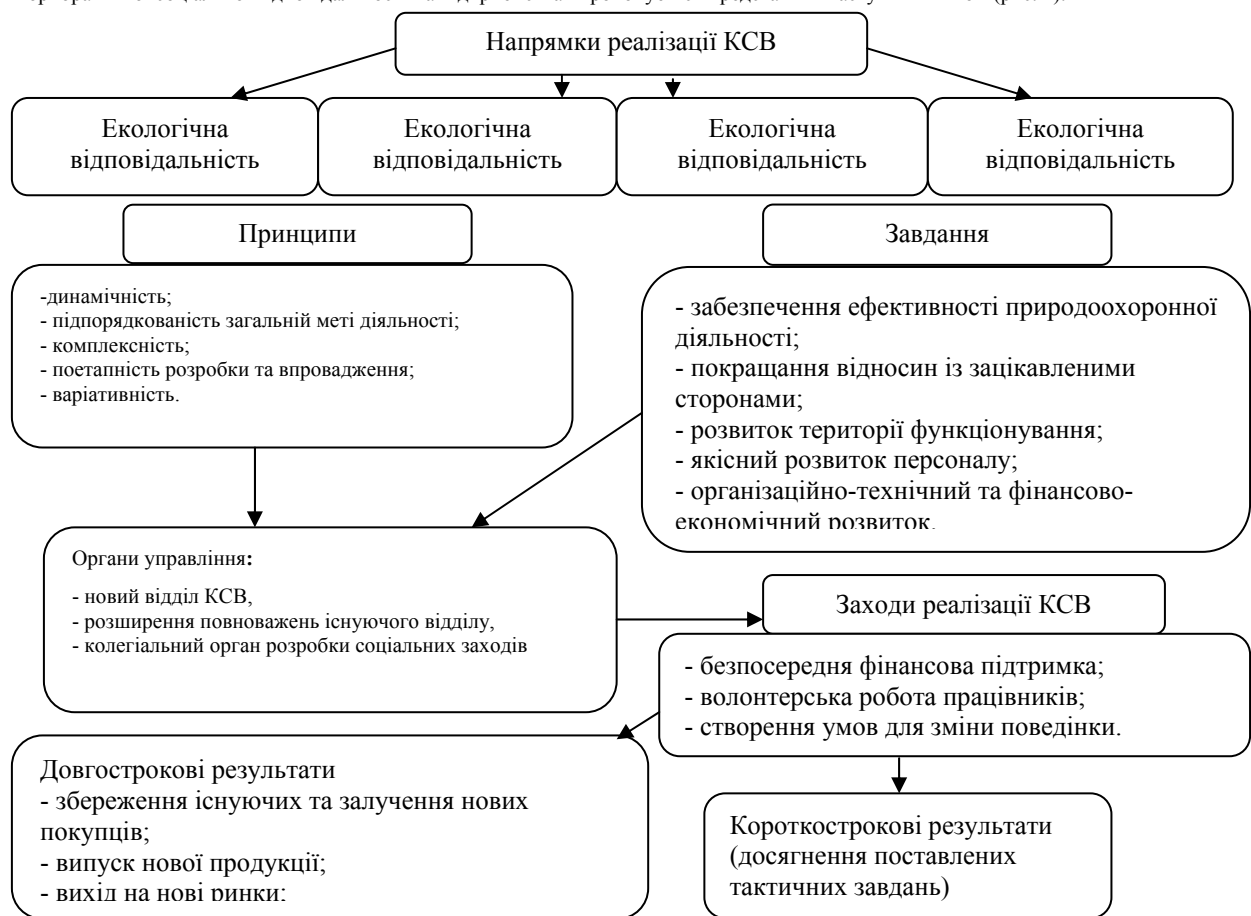 Напрямки реалізації КСВ
Екологічна
відповідальність
Екологічна
відповідальність
Екологічна
відповідальність
Екологічна
відповідальність
Принципи
Завдання
-динамічність;
- підпорядкованість загальній меті діяльності;
- комплексність;
- поетапність розробки та впровадження;
- варіативність.
- забезпечення ефективності природоохоронної
діяльності;
- покращання відносин із зацікавленими
сторонами;
- розвиток території функціонування;
- якісний розвиток персоналу;
- організаційно-технічний та фінансово-
економічний розвиток.
Органи управління:
- новий відділ КСВ,
- розширення повноважень існуючого відділу,
- колегіальний орган розробки соціальних заходів
Заходи реалізації КСВ
- безпосередня фінансова підтримка;
- волонтерська робота працівників;
- створення умов для зміни поведінки.
Довгострокові результати
- збереження існуючих та залучення нових
покупців;
- випуск нової продукції;
- вихід на нові ринки;
Короткострокові результати
(досягнення поставлених
тактичних завдань)